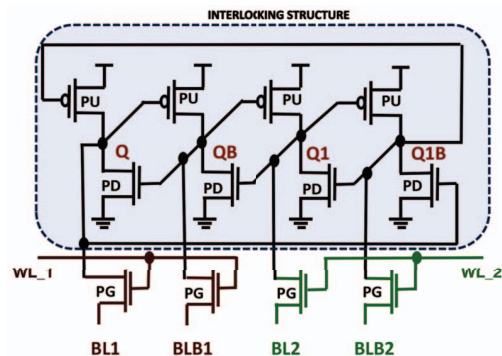 INTERLOCKING STRUCTURE
PU PU PU PU
Q QB Q1 Q1B
PD PD PD PD
WL_1 WL_2
PG PG PG PG
BL1 BLB1 BL2 BLB2